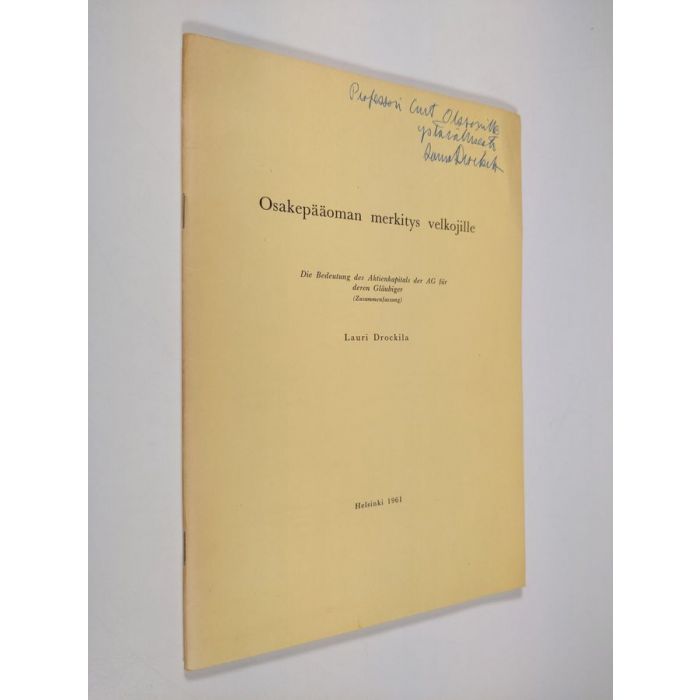 Professori Curt Olssonille
ystävällisesti
Lauri Drockila
Osakepääoman merkitys velkojille
Die Bedeutung des Aktienkapitals der AG für
deren Gläubiger
(Zusammenfassung)
Lauri Drockila
Helsinki 1961